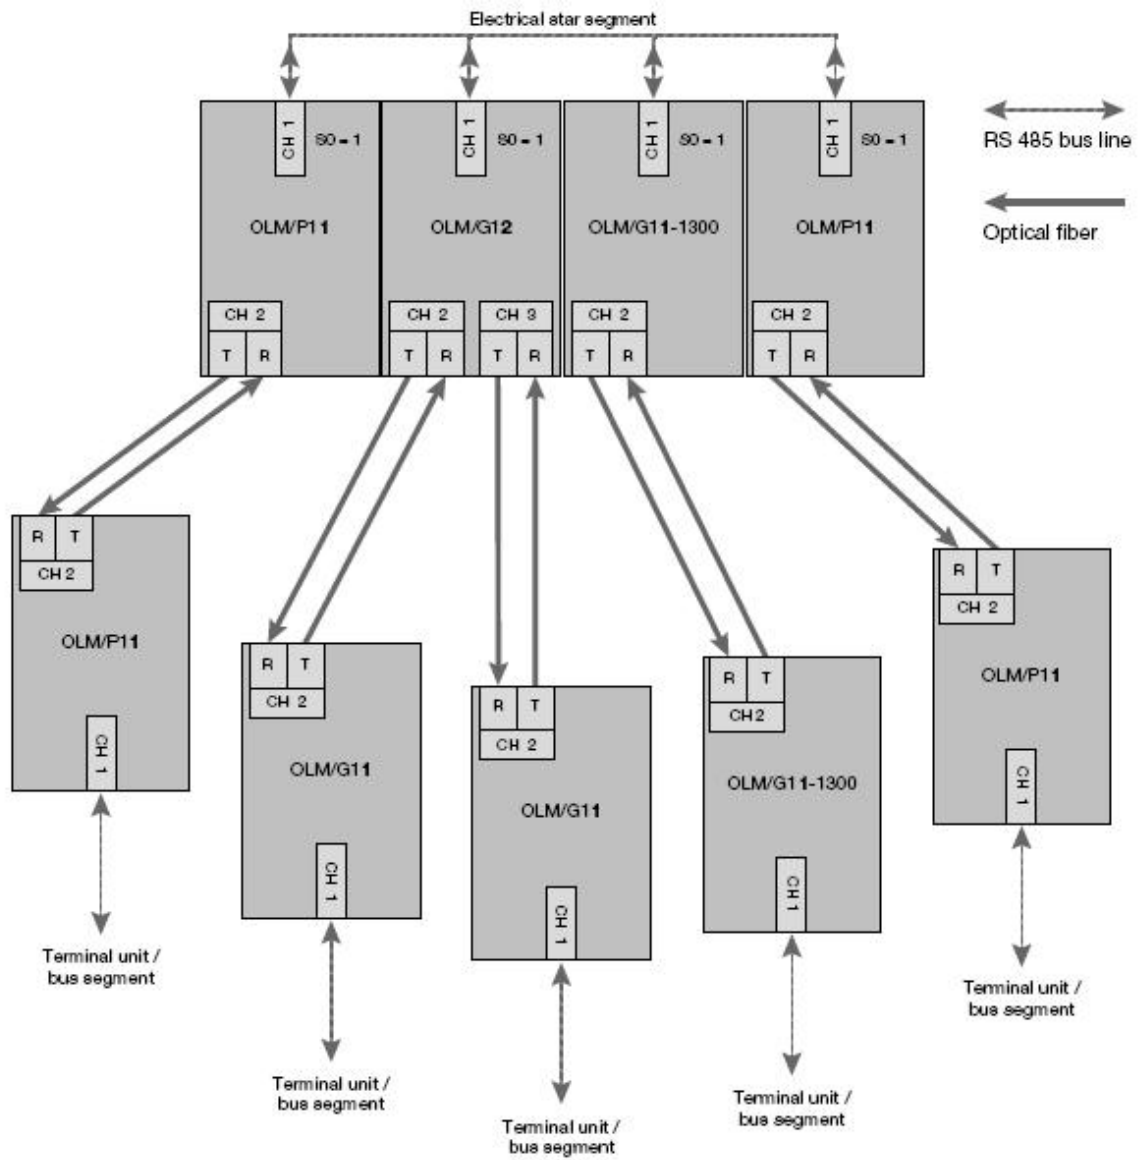 Electrical star segment
CH 1
S0 = 1
CH 1
S0 = 1
CH 1
S0 = 1
CH 1
S0 = 1
RS 485 bus line
OLM/P11
OLM/G12
OLM/G11-1300
OLM/P11
Optical fiber
CH 2
CH 2
CH 3
CH 2
CH 2
T R
T R
T R
T R
T R
R T
CH 2
OLM/P11
CH 1
R T
CH 2
OLM/P11
CH 1
R T
CH 2
OLM/G11
CH 1
R T
CH 2
OLM/G11-1300
CH 1
R T
CH 2
OLM/G11
CH 1
Terminal unit /
bus segment
Terminal unit /
bus segment
Terminal unit /
bus segment
Terminal unit /
bus segment
Terminal unit /
bus segment